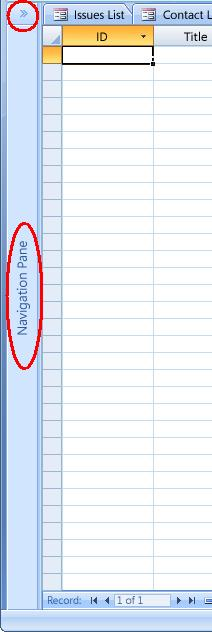 »
Issues List
Contact L
ID
Title
Navigation Pane
Record:
1 of 1